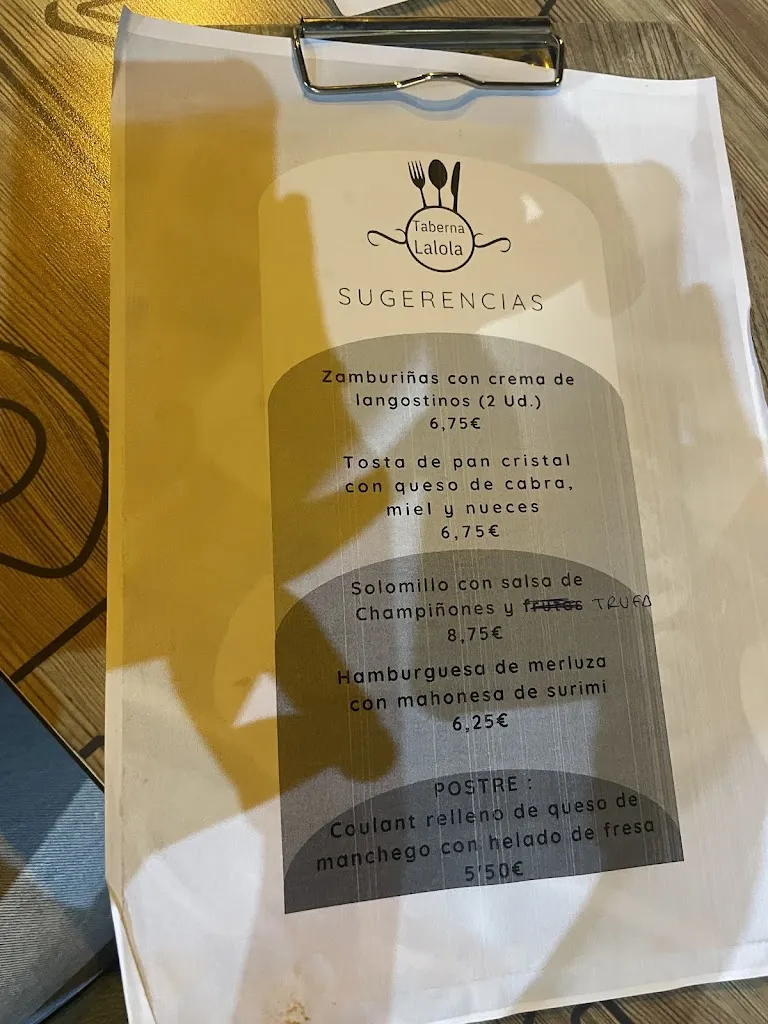 Taberna
Lalola
SUGERENCIAS
Zamburiñas con crema de
langostinos (2 Ud.)
6,75€
Tosta de pan cristal
con queso de cabra,
miel y nueces
6,75€
Solomillo con salsa de
Champiñones y frutos TRUFA
8,75€
Hamburguesa de merluza
con mahonesa de surimi
6,25€
POSTRE :
Coulant relleno de queso de
manchego con helado de fresa
5'50€